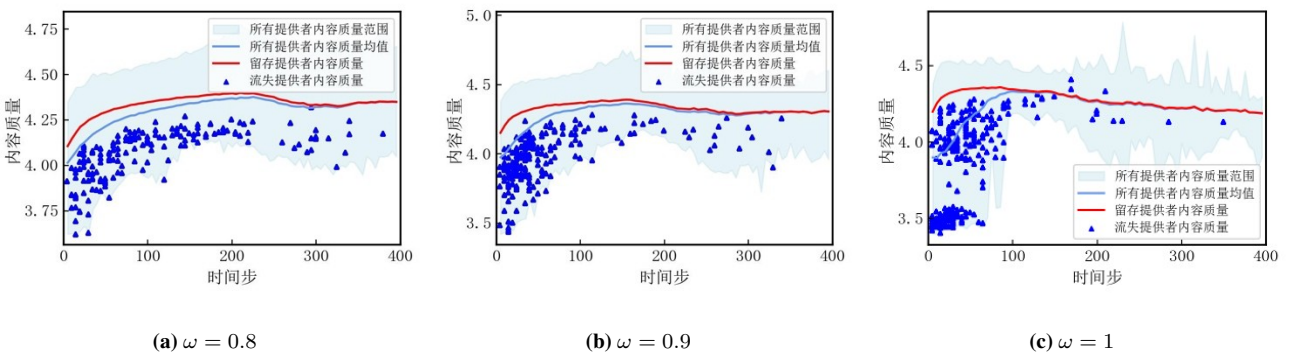 4.75
4.50
4.25
4.00
3.75
内容质量
所有提供者内容质量范围
所有提供者内容质量均值
留存提供者内容质量
流失提供者内容质量
0 100 200 300 400
时间步
(a) ω = 0.8
5.0
4.5
4.0
3.5
内容质量
所有提供者内容质量范围
所有提供者内容质量均值
留存提供者内容质量
流失提供者内容质量
0 100 200 300 400
时间步
(b) ω = 0.9
4.5
4.0
3.5
内容质量
所有提供者内容质量范围
所有提供者内容质量均值
留存提供者内容质量
流失提供者内容质量
0 100 200 300 400
时间步
(c) ω = 1